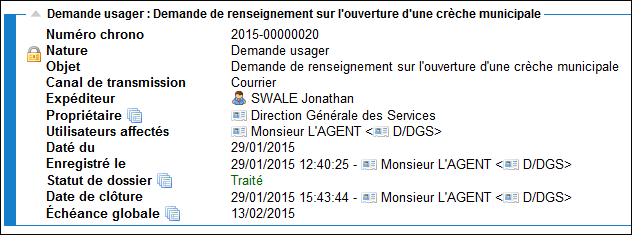 Demande usager : Demande de renseignement sur l'ouverture d'une crèche municipale
Numéro chrono 2015-00000020
Nature Demande usager
Objet Demande de renseignement sur l'ouverture d'une crèche municipale
Canal de transmission Courrier
Expéditeur SWALE Jonathan
Propriétaire Direction Générale des Services
Utilisateurs affectés Monsieur L'AGENT < D/DGS>
Daté du 29/01/2015
Enregistré le 29/01/2015 12:40:25 - Monsieur L'AGENT < D/DGS>
Statut de dossier Traité
Date de clôture 29/01/2015 15:43:44 - Monsieur L'AGENT < D/DGS>
Échéance globale 13/02/2015